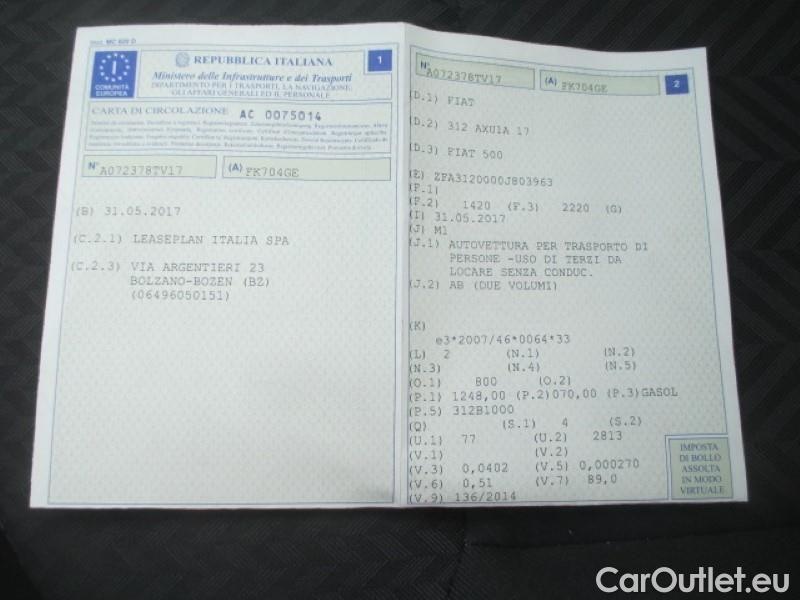 Mod. MC 820 D
I
COMUNITÀ
EUROPEA
REPUBBLICA ITALIANA
1
Ministero delle Infrastrutture e dei Trasporti
DIPARTIMENTO PER I TRASPORTI, LA NAVIGAZIONE,
GLI AFFARI GENERALI ED IL PERSONALE
CARTA DI CIRCOLAZIONE AC 0075014
N° A072378TV17 (A) FK704GE
(B) 31.05.2017
(C.2.1) LEASEPLAN ITALIA SPA
(C.2.3) VIA ARGENTIERI 23
BOLZANO-BOZEN (BZ)
(06496050151)
N° A072378TV17 (A) FK704GE 2
(D.1) FIAT
(D.2) 312 AXU1A 17
(D.3) FIAT 500
(E) ZFA3120000J803963
(F.1)
(F.2) 1420 (F.3) 2220 (G)
(I) 31.05.2017
(J) M1
(J.1) AUTOVETTURA PER TRASPORTO DI
PERSONE -USO DI TERZI DA
LOCARE SENZA CONDUC.
(J.2) AB (DUE VOLUMI)
(K)
e3*2007/46*0064*33
(L) 2 (N.1) (N.2)
(N.3) (N.4) (N.5)
(O.1) 800 (O.2)
(P.1) 1248,00 (P.2)070,00 (P.3)GASOL
(P.5) 312B1000
(Q) (S.1) 4 (S.2)
(U.1) 77 (U.2) 2813
(V.1) (V.2)
(V.3) 0,0402 (V.5) 0,000270
(V.6) 0,51 (V.7) 89,0
(V.9) 136/2014
IMPOSTA
DI BOLLO
ASSOLTA
IN MODO
VIRTUALE
CarOutlet.eu